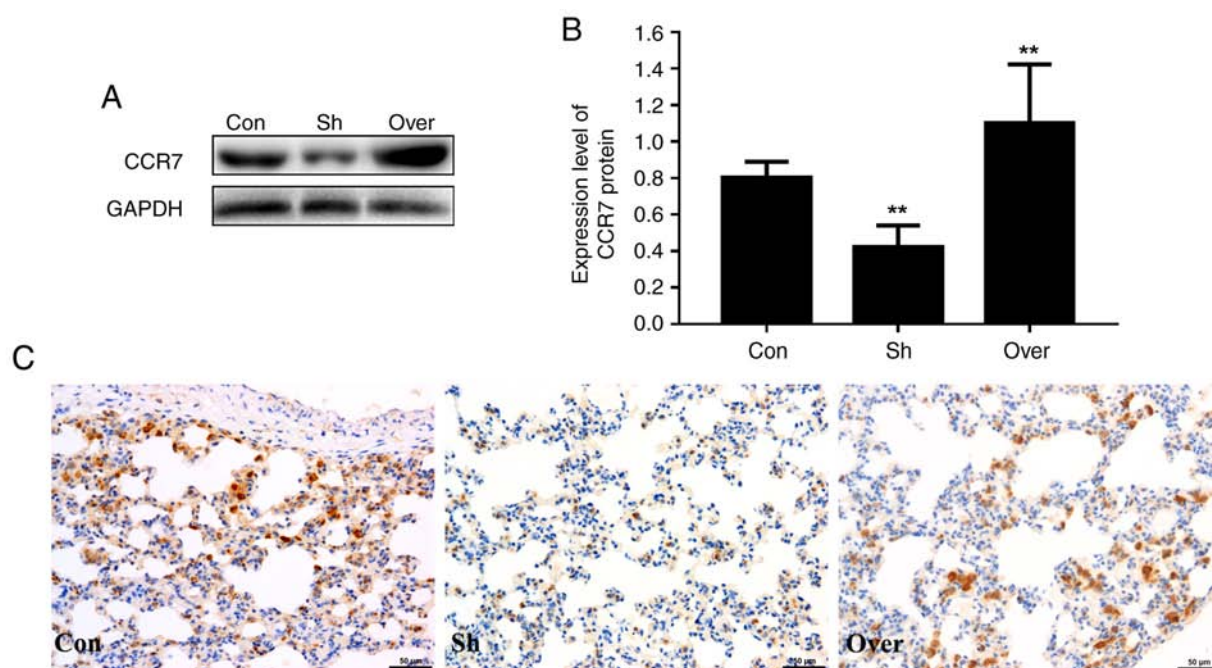 A
Con Sh Over
CCR7
GAPDH
B
Expression level of
CCR7 protein
1.6
1.4
1.2
1.0
0.8
0.6
0.4
0.2
0.0
**
**
Con Sh Over
C
Con
50 μm
Sh
50 μm
Over
50 μm